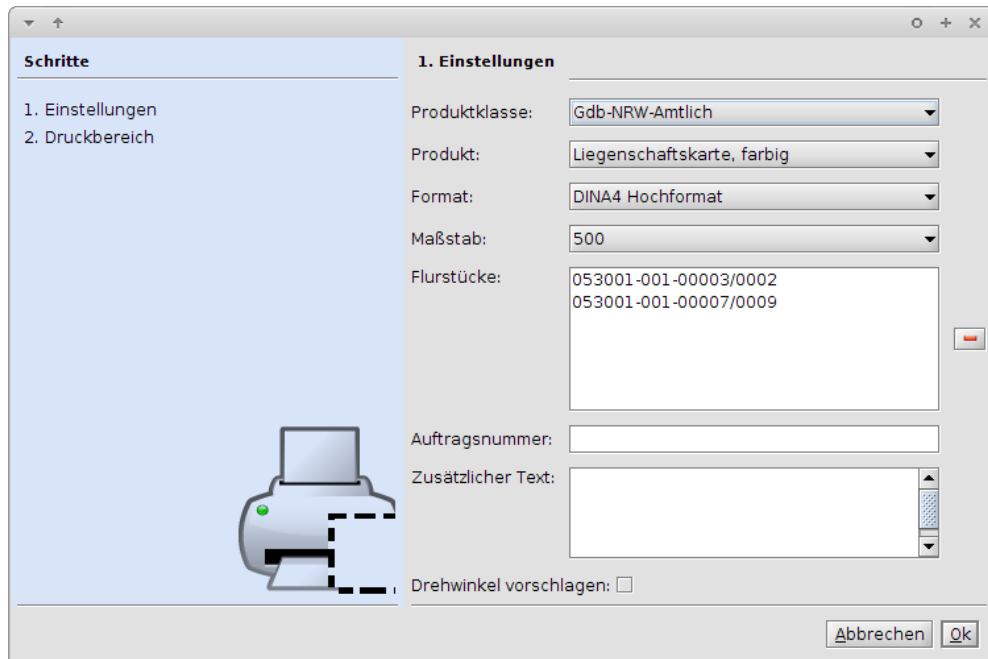 Schritte
1. Einstellungen
2. Druckbereich
1. Einstellungen
Produktklasse: Gdb-NRW-Amtlich
Produkt: Liegenschaftskarte, farbig
Format: DINA4 Hochformat
Maßstab: 500
Flurstücke: 053001-001-00003/0002
053001-001-00007/0009
Auftragsnummer:
Zusätzlicher Text:
Drehwinkel vorschlagen:
Abbrechen Ok